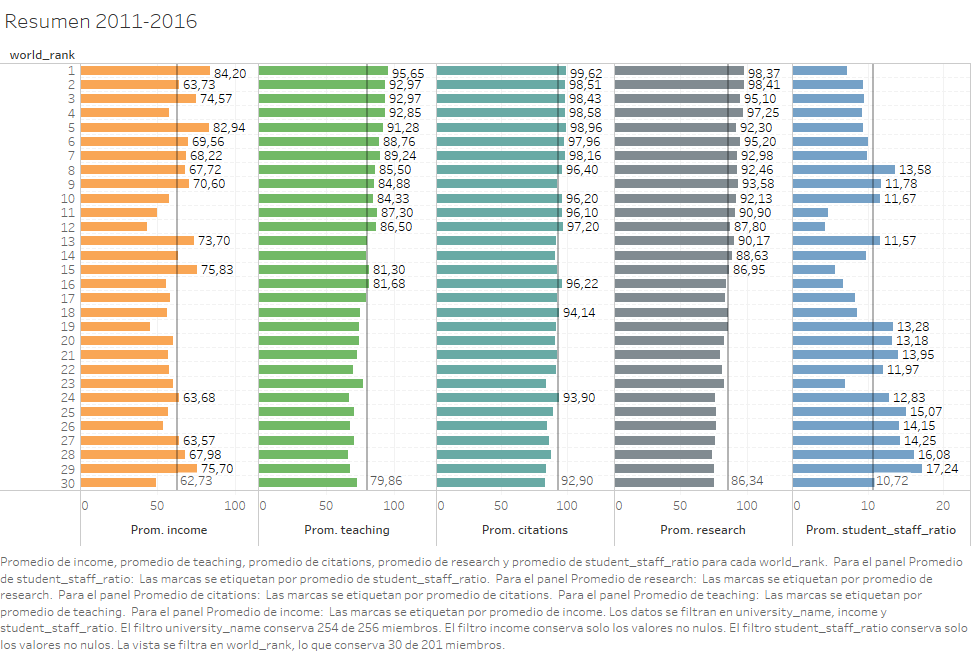 Resumen 2011-2016
world_rank
1 84,20 95,65 99,62 98,37
2 63,73 92,97 98,51 98,41
3 74,57 92,97 98,43 95,10
4 92,85 98,58 97,25
5 82,94 91,28 98,96 92,30
6 69,56 88,76 97,96 95,20
7 68,22 89,24 98,16 92,98
8 67,72 85,50 96,40 92,46 13,58
9 70,60 84,88 93,58 11,78
10 84,33 96,20 92,13 11,67
11 87,30 96,10 90,90
12 86,50 97,20 87,80
13 73,70 90,17 11,57
14 88,63
15 75,83 81,30 86,95
16 81,68 96,22
17
18 94,14
19 13,28
20 13,18
21 13,95
22 11,97
23
24 63,68 93,90 12,83
25 15,07
26 14,15
27 63,57 14,25
28 67,98 16,08
29 75,70 17,24
30 62,73 79,86 92,90 86,34 10,72
0 50 100 0 50 100 0 50 100 0 50 100 0 10 20
Prom. income Prom. teaching Prom. citations Prom. research Prom. student_staff_ratio
Promedio de income, promedio de teaching, promedio de citations, promedio de research y promedio de student_staff_ratio para cada world_rank. Para el panel Promedio
de student_staff_ratio: Las marcas se etiquetan por promedio de student_staff_ratio. Para el panel Promedio de research: Las marcas se etiquetan por promedio de
research. Para el panel Promedio de citations: Las marcas se etiquetan por promedio de citations. Para el panel Promedio de teaching: Las marcas se etiquetan por
promedio de teaching. Para el panel Promedio de income: Las marcas se etiquetan por promedio de income. Los datos se filtran en university_name, income y
student_staff_ratio. El filtro university_name conserva 254 de 256 miembros. El filtro income conserva solo los valores no nulos. El filtro student_staff_ratio conserva solo
los valores no nulos. La vista se filtra en world_rank, lo que conserva 30 de 201 miembros.